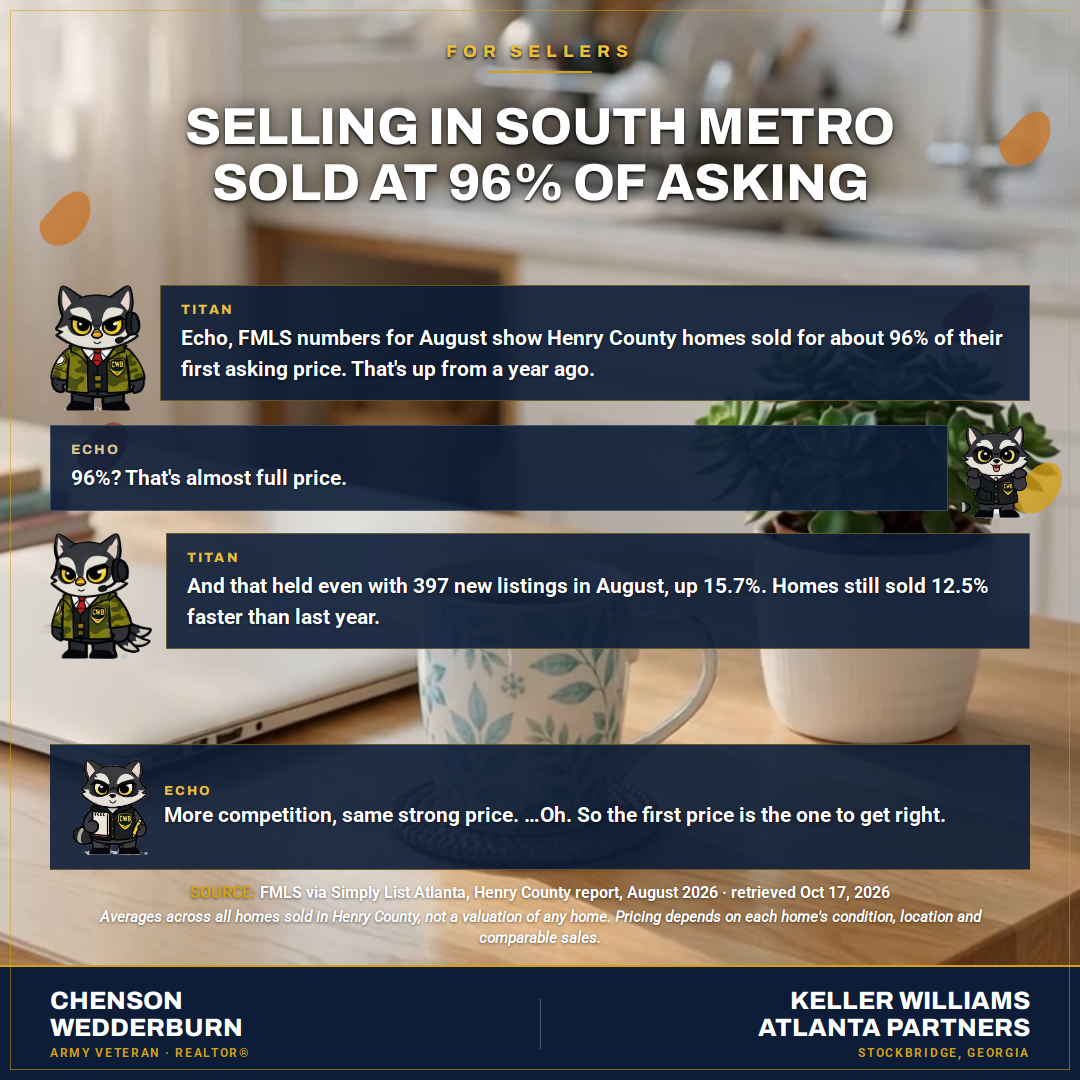 FOR SELLERS
SELLING IN SOUTH METRO
SOLD AT 96% OF ASKING
TITAN
Echo, FMLS numbers for August show Henry County homes sold for about 96% of their
first asking price. That's up from a year ago.
CWB
ECHO
96%? That's almost full price.
CWB
TITAN
And that held even with 397 new listings in August, up 15.7%. Homes still sold 12.5%
faster than last year.
CWB
ECHO
More competition, same strong price. ...Oh. So the first price is the one to get right.
CWB
SOURCE: FMLS via Simply List Atlanta, Henry County report, August 2026 · retrieved Oct 17, 2026
Averages across all homes sold in Henry County, not a valuation of any home. Pricing depends on each home's condition, location and
comparable sales.
CHENSON
WEDDERBURN
ARMY VETERAN · REALTOR®
KELLER WILLIAMS
ATLANTA PARTNERS
STOCKBRIDGE, GEORGIA